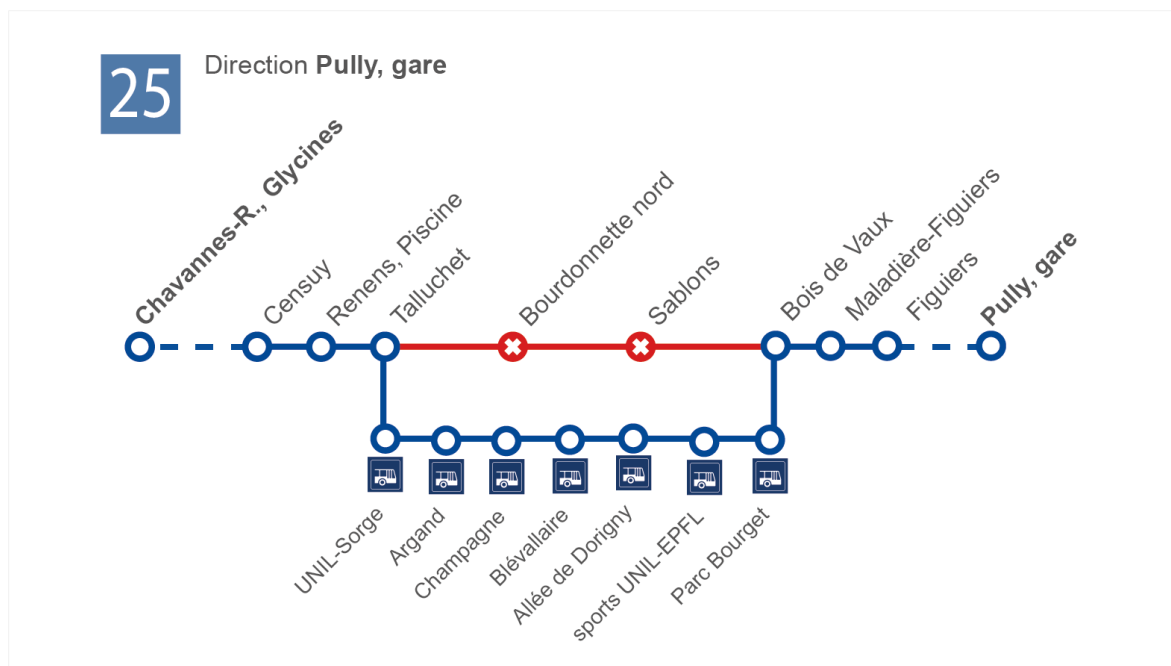 25
Direction Pully, gare
Chavannes-R., Glycines
Censuy
Renens, Piscine
Talluchet
Bourdonnette nord
Sablons
Bois de Vaux
Maladière-Figuiers
Figuiers
Pully, gare
UNIL-Sorge
Argand
Champagne
Blévallaire
Allée de Dorigny
sports UNIL-EPFL
Parc Bourget